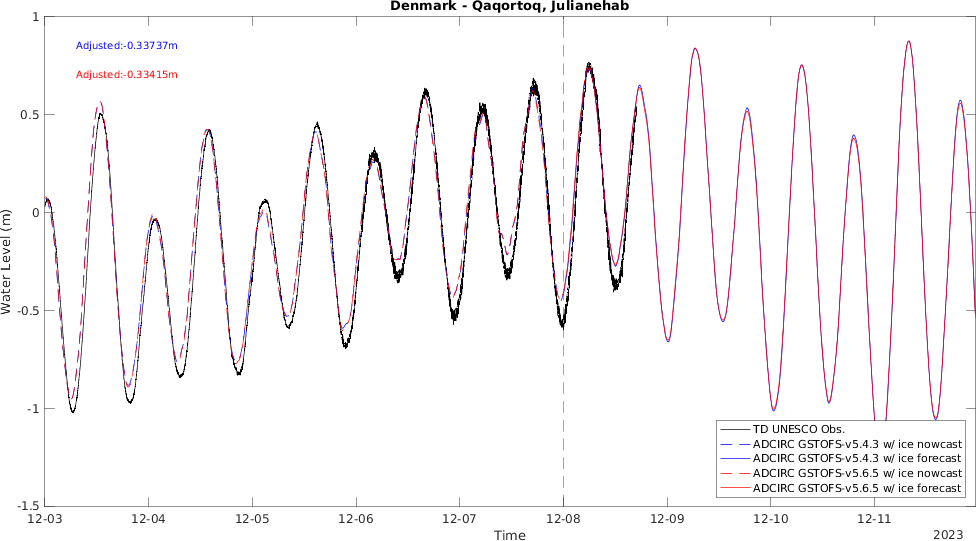 Denmark - Qaqortoq, Julianehab
Adjusted:-0.33737m
Adjusted:-0.33415m
Water Level (m)
1
0.5
0
-0.5
-1
-1.5
TD UNESCO Obs.
ADCIRC GSTOFS-v5.4.3 w/ ice nowcast
ADCIRC GSTOFS-v5.4.3 w/ ice forecast
ADCIRC GSTOFS-v5.6.5 w/ ice nowcast
ADCIRC GSTOFS-v5.6.5 w/ ice forecast
12-03 12-04 12-05 12-06 12-07 12-08 12-09 12-10 12-11
Time
2023